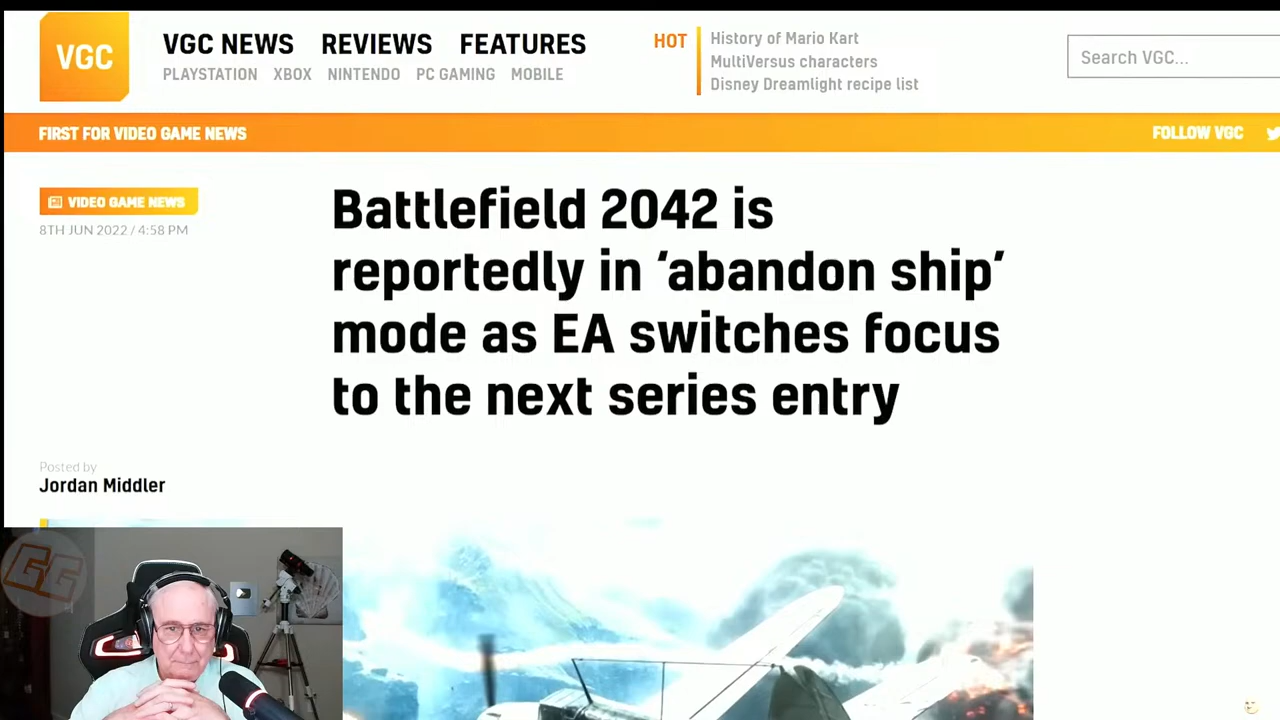 VGC
VGC NEWS REVIEWS FEATURES
PLAYSTATION XBOX NINTENDO PC GAMING MOBILE
HOT
History of Mario Kart
MultiVersus characters
Disney Dreamlight recipe list
Search VGC...
FIRST FOR VIDEO GAME NEWS
FOLLOW VGC
VIDEO GAME NEWS
8TH JUN 2022 / 4:58 PM
Battlefield 2042 is
reportedly in ‘abandon ship’
mode as EA switches focus
to the next series entry
Posted by
Jordan Middler
GG